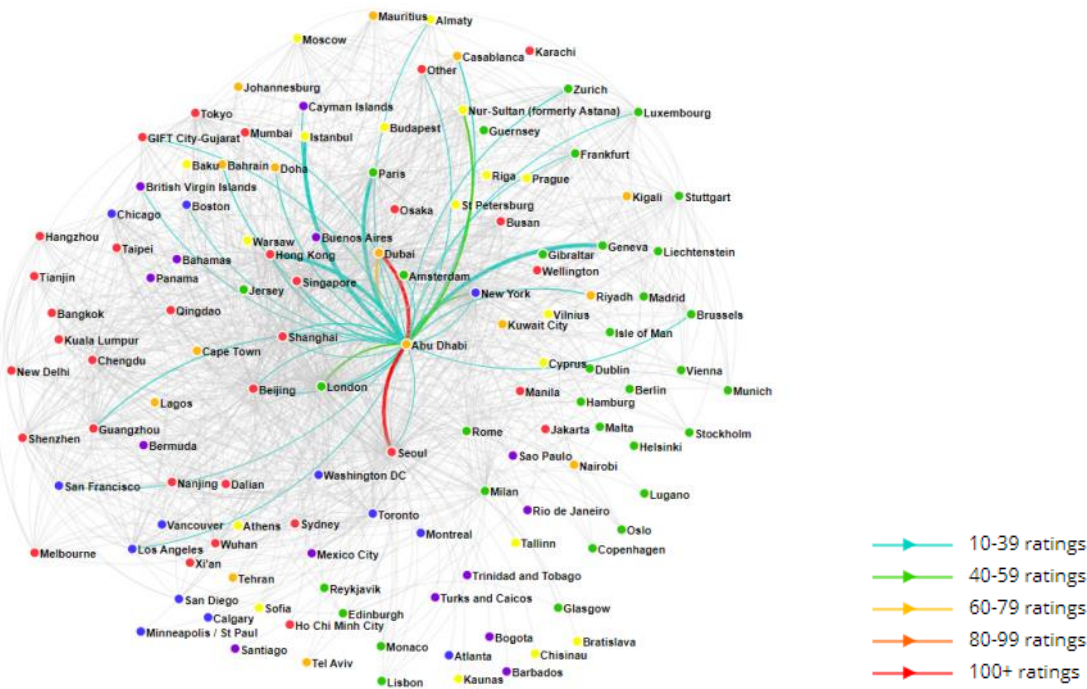 Mauritius
Almaty
Moscow
Casablanca
Karachi
Other
Johannesburg
Zurich
Cayman Islands
Nur-Sultan (formerly Astana)
Luxembourg
Tokyo
Budapest
Guernsey
GIFT City-Gujarat
Mumbai
Istanbul
Frankfurt
Baku
Bahrain
Doha
Paris
Riga
Prague
British Virgin Islands
Kigali
Stuttgart
Boston
St Petersburg
Chicago
Osaka
Busan
Hangzhou
Taipei
Warsaw
Buenos Aires
Geneva
Hong Kong
Dubai
Gibraltar
Liechtenstein
Bahamas
Wellington
Tianjin
Panama
Singapore
Amsterdam
Jersey
New York
Riyadh
Madrid
Bangkok
Qingdao
Vilnius
Brussels
Kuwait City
Isle of Man
Kuala Lumpur
Shanghai
Abu Dhabi
Cape Town
Chengdu
Cyprus
Dublin
Vienna
New Delhi
Beijing
London
Manila
Berlin
Munich
Lagos
Hamburg
Guangzhou
Rome
Jakarta
Malta
Stockholm
Shenzhen
Bermuda
Helsinki
Seoul
Sao Paulo
Nairobi
San Francisco
Nanjing
Dalian
Washington DC
Milan
Lugano
Rio de Janeiro
Vancouver
Athens
Sydney
Toronto
Oslo
Montreal
Melbourne
Los Angeles
Wuhan
Tallinn
Copenhagen
Xi'an
Mexico City
Tehran
Trinidad and Tobago
Reykjavik
San Diego
Sofia
Turks and Caicos
Glasgow
Calgary
Edinburgh
Minneapolis / St Paul
Ho Chi Minh City
Santiago
Monaco
Bogota
Bratislava
Tel Aviv
Atlanta
Chisinau
Lisbon
Kaunas
Barbados
10-39 ratings
40-59 ratings
60-79 ratings
80-99 ratings
100+ ratings